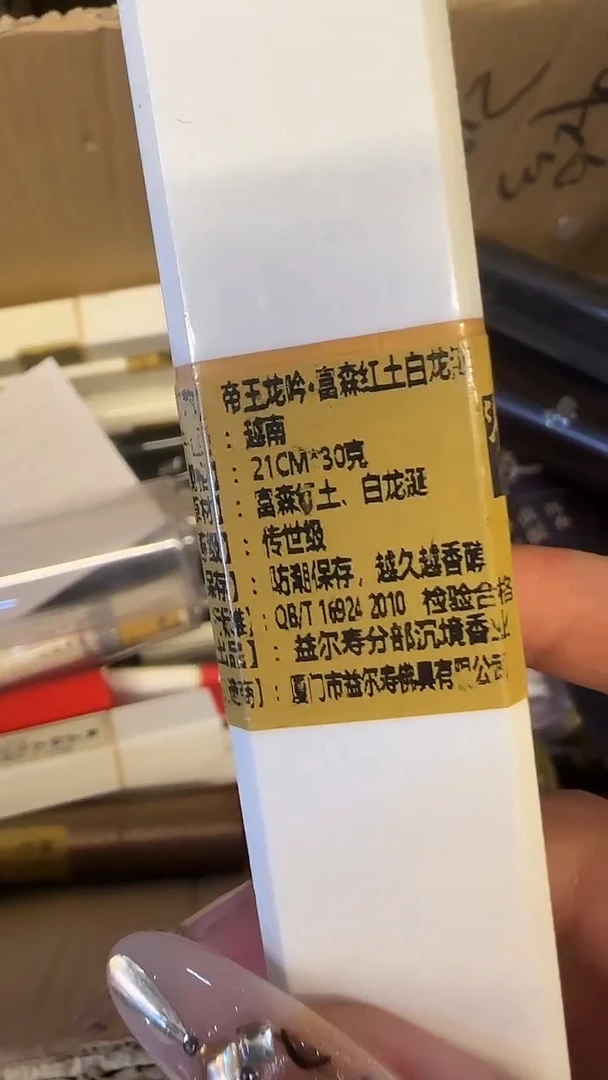 帝王龙吟·富森红土白龙涎
: 越南
: 21CM*30克
: 富森红土、白龙涎
】: 传世级
保存】: 防潮保存，越久越香醇
】: QB/T 16924 2010 检验合格
】: 益尔寿分部沉境香业
】: 厦门市益尔寿佛具有限公司